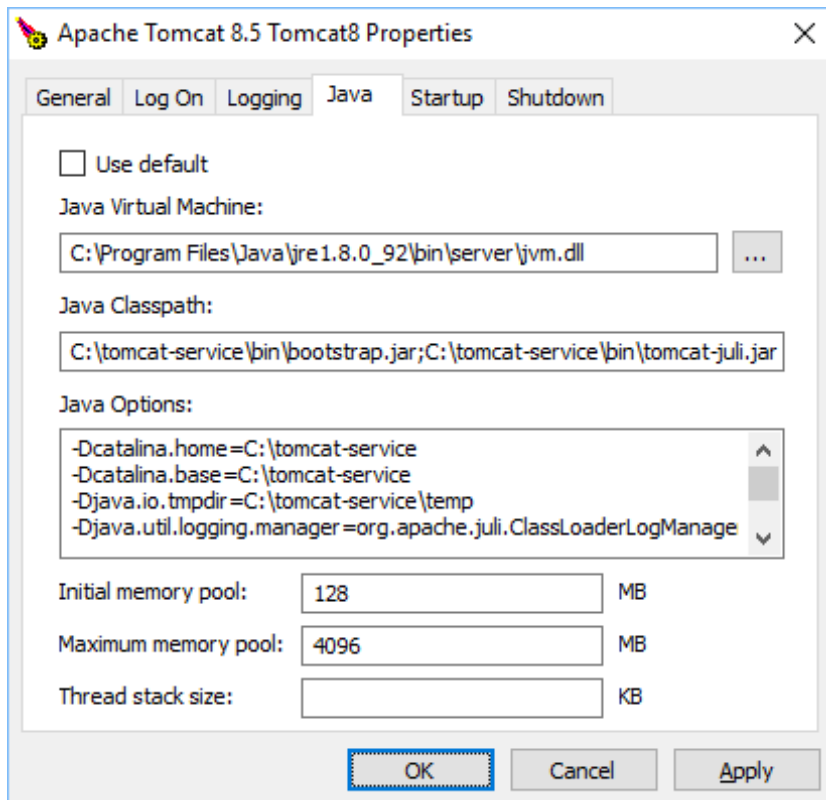 Apache Tomcat 8.5 Tomcat8 Properties
General Log On Logging Java Startup Shutdown
Use default
Java Virtual Machine:
C:\Program Files\Java\jre1.8.0_92\bin\server\jvm.dll ...
Java Classpath:
C:\tomcat-service\bin\bootstrap.jar;C:\tomcat-service\bin\tomcat-juli.jar
Java Options:
-Dcatalina.home=C:\tomcat-service
-Dcatalina.base=C:\tomcat-service
-Djava.io.tmpdir=C:\tomcat-service\temp
-Djava.util.logging.manager=org.apache.juli.ClassLoaderLogManage
Initial memory pool: 128 MB
Maximum memory pool: 4096 MB
Thread stack size: KB
OK Cancel Apply